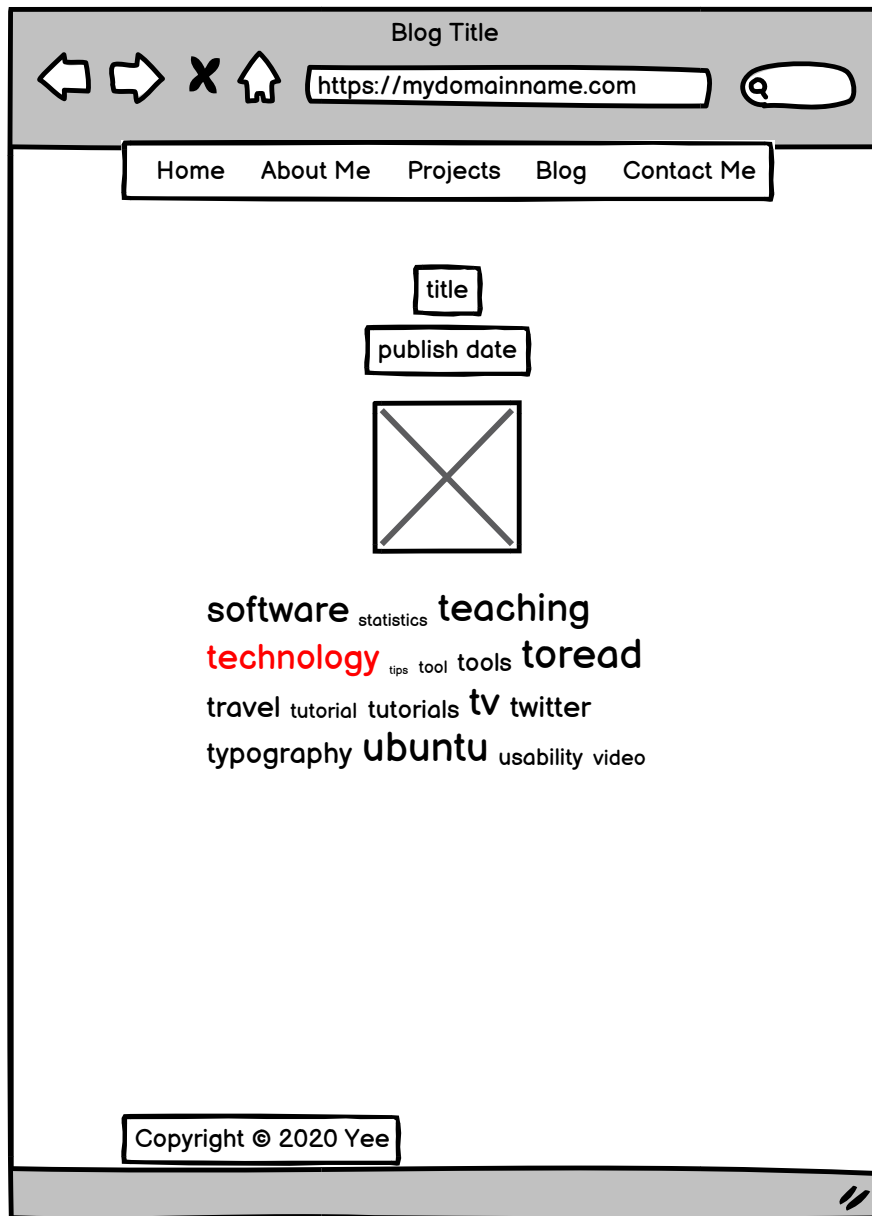 Blog Title
https://mydomainname.com
Home About Me Projects Blog Contact Me
title
publish date
software statistics teaching
technology tips tool tools toread
travel tutorial tutorials tv twitter
typography ubuntu usability video
Copyright © 2020 Yee